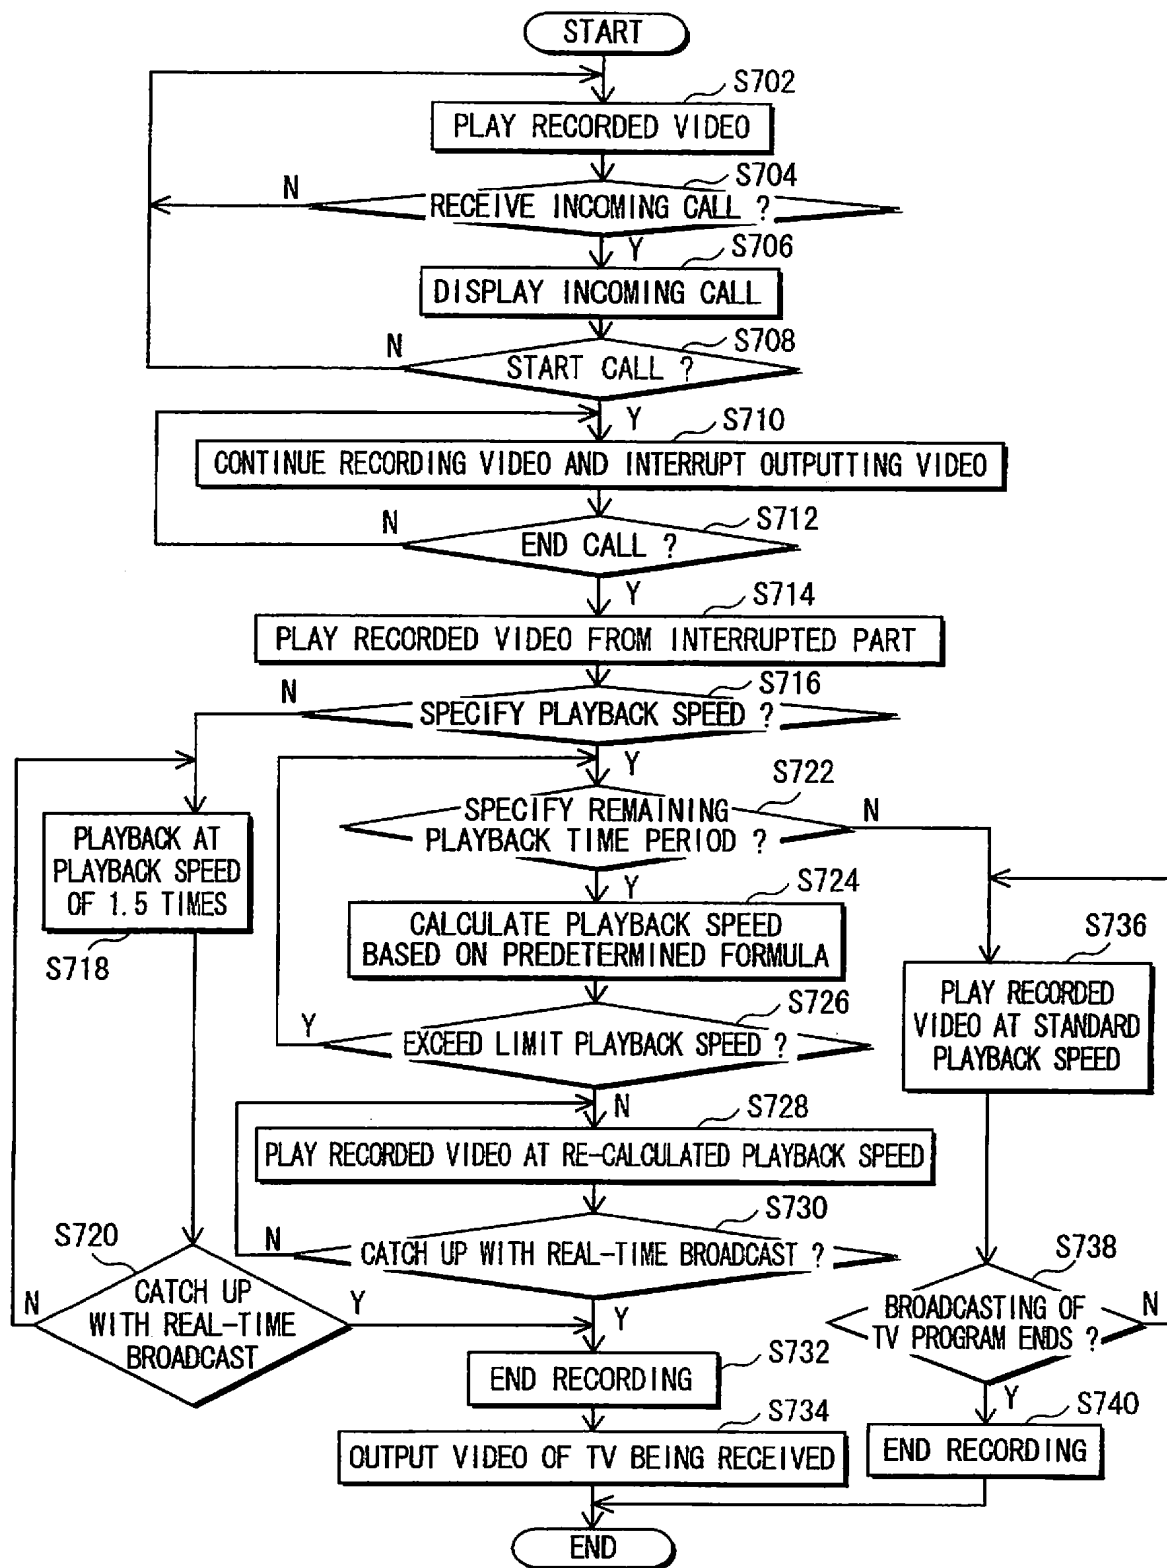 START
S702
PLAY RECORDED VIDEO
S704
N
RECEIVE INCOMING CALL ?
Y
S706
DISPLAY INCOMING CALL
S708
N
START CALL ?
Y
S710
CONTINUE RECORDING VIDEO AND INTERRUPT OUTPUTTING VIDEO
S712
N
END CALL ?
Y
S714
PLAY RECORDED VIDEO FROM INTERRUPTED PART
S716
N
SPECIFY PLAYBACK SPEED ?
Y
S722
SPECIFY REMAINING
PLAYBACK TIME PERIOD ?
N
Y
PLAYBACK AT
PLAYBACK SPEED
OF 1.5 TIMES
S718
S724
CALCULATE PLAYBACK SPEED
BASED ON PREDETERMINED FORMULA
S726
Y
EXCEED LIMIT PLAYBACK SPEED ?
N
S736
PLAY RECORDED
VIDEO AT STANDARD
PLAYBACK SPEED
S728
PLAY RECORDED VIDEO AT RE-CALCULATED PLAYBACK SPEED
S730
N
CATCH UP WITH REAL-TIME BROADCAST ?
Y
S720
N
CATCH UP
WITH REAL-TIME
BROADCAST
Y
S738
BROADCASTING OF
TV PROGRAM ENDS ?
N
Y
S732
END RECORDING
S734
OUTPUT VIDEO OF TV BEING RECEIVED
S740
END RECORDING
END